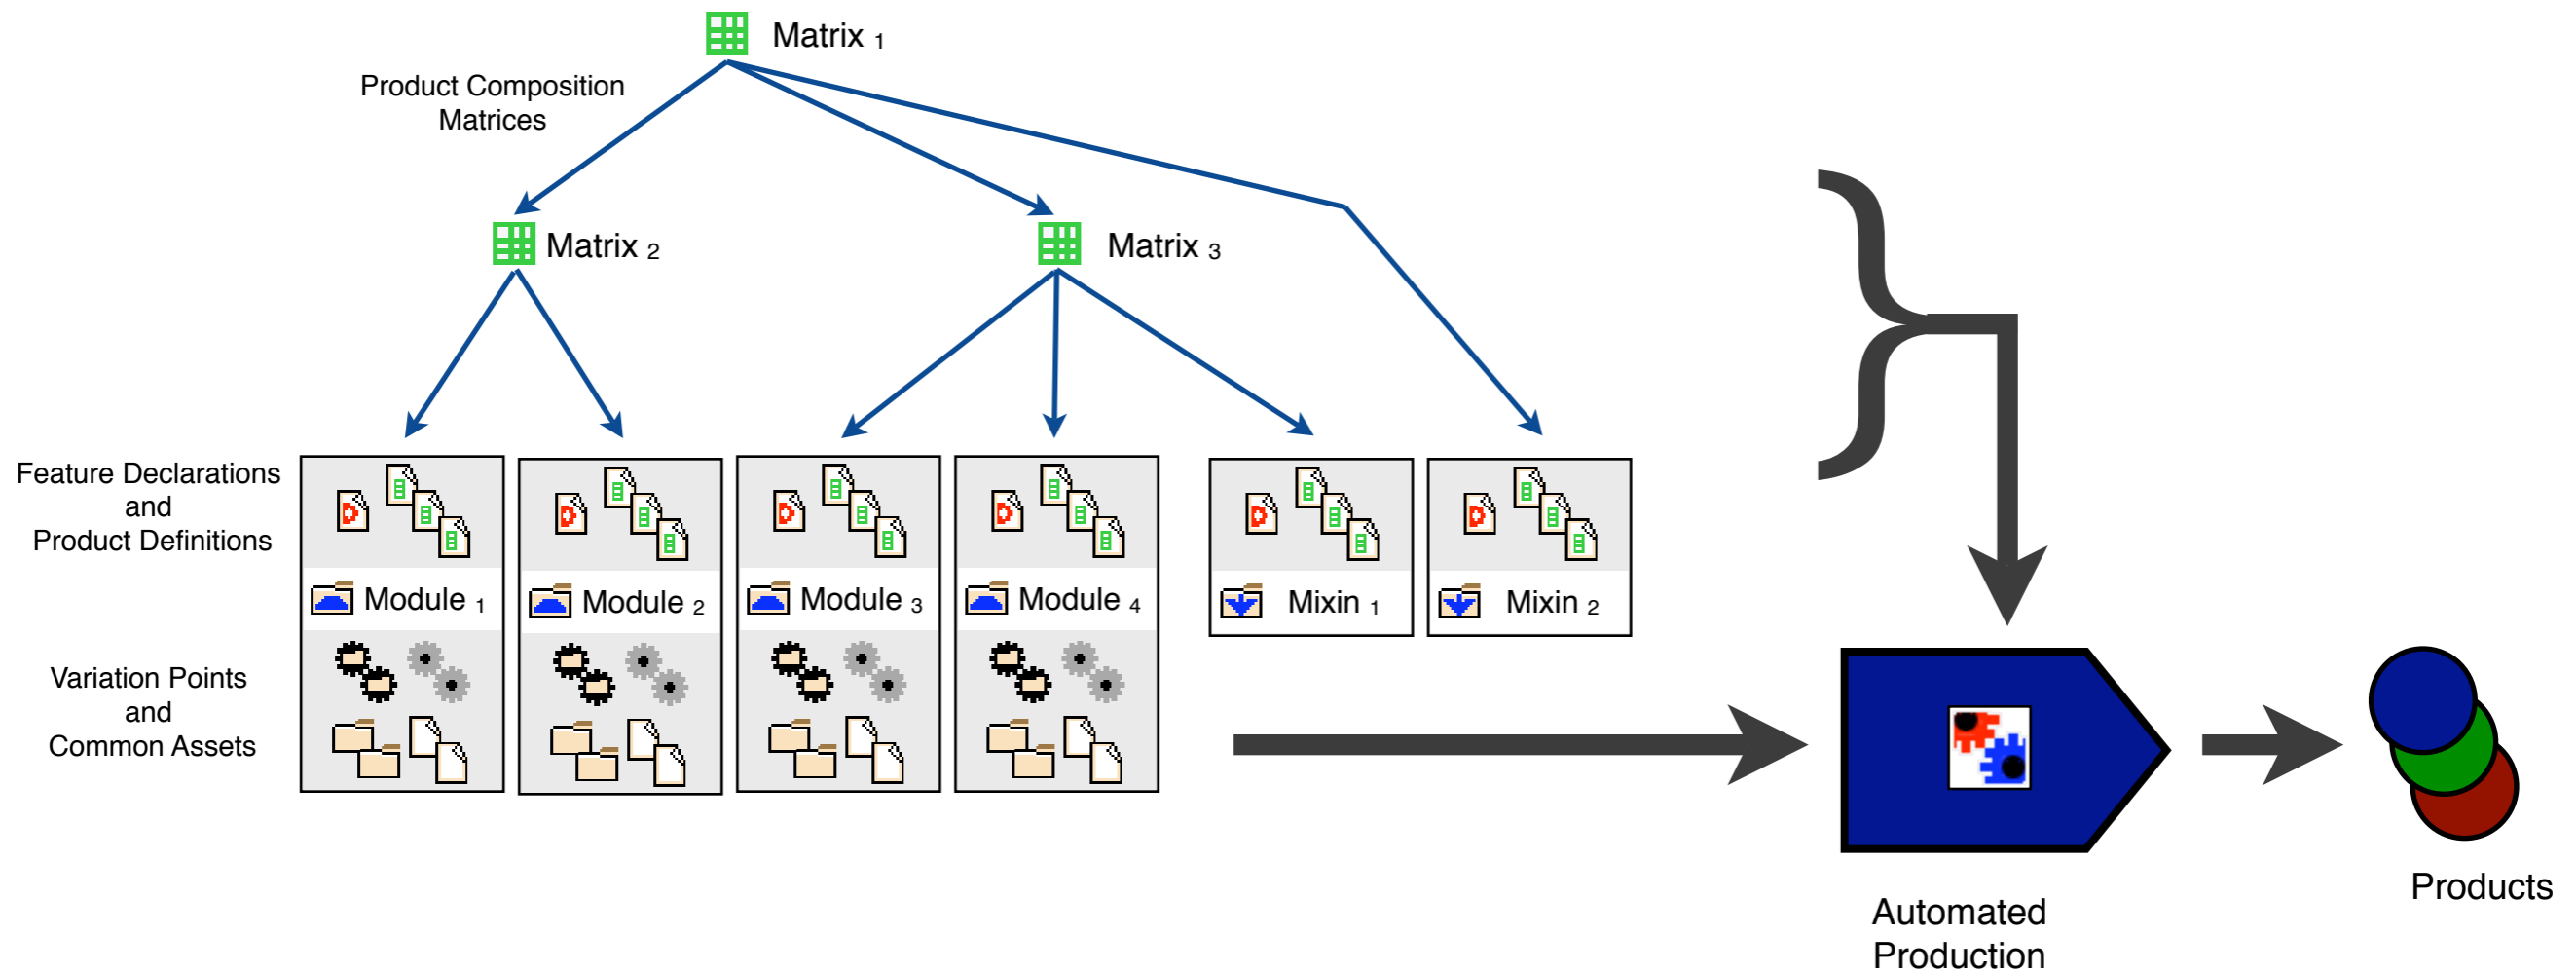 Matrix 1
Product Composition
Matrices
Matrix 2
Matrix 3
Feature Declarations
and
Product Definitions
Module 1
Module 2
Module 3
Module 4
Mixin 1
Mixin 2
Variation Points
and
Common Assets
Automated
Production
Products